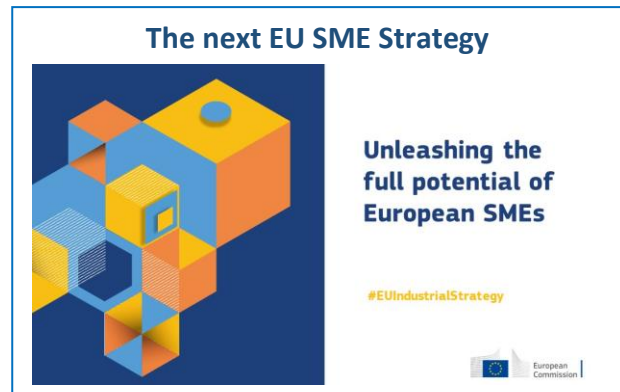 The next EU SME Strategy
Unleashing the
full potential of
European SMEs
#EUIndustrialStrategy
European
Commission